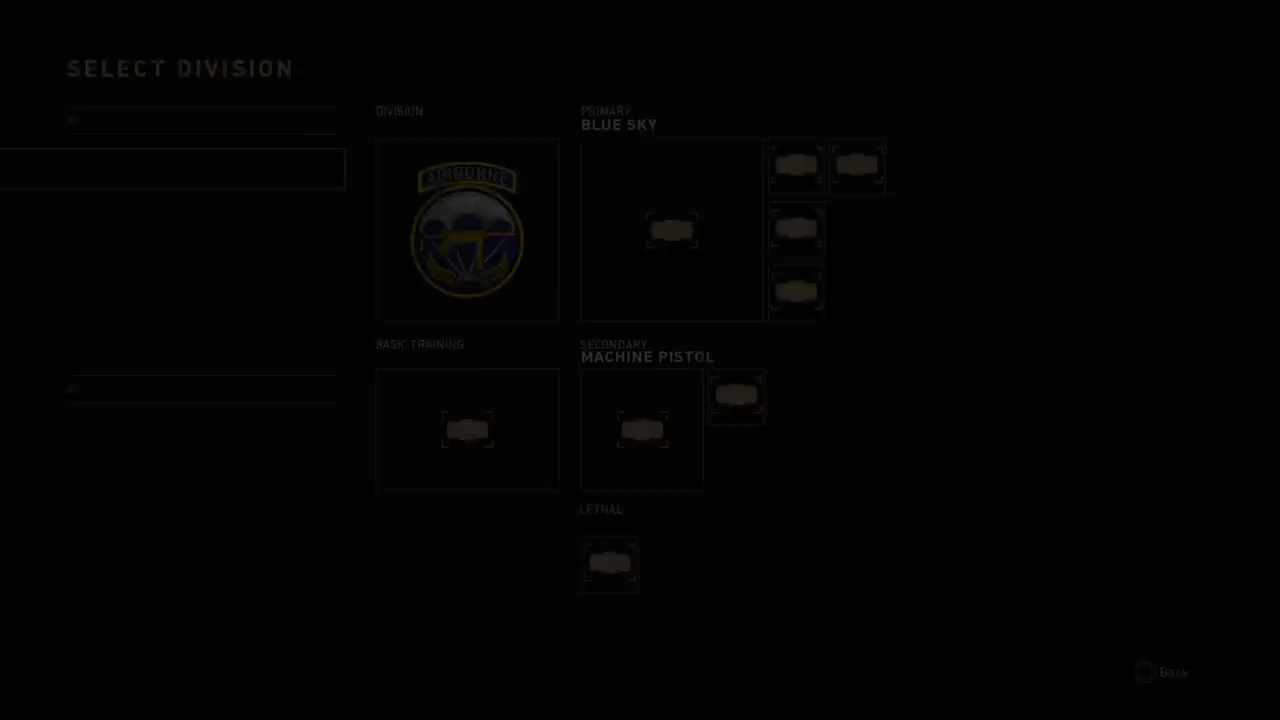 SELECT DIVISION
DIVISION
AIRBORNE
PRIMARY
BLUE SKY
BASIC TRAINING
SECONDARY
MACHINE PISTOL
LETHAL
Back